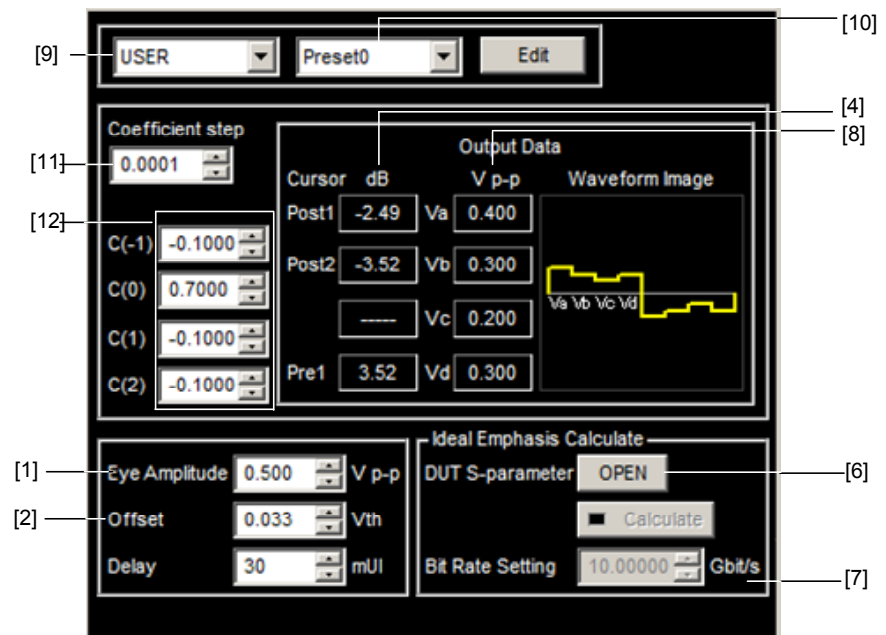 [10]
[9] USER Preset0 Edit
[4]
Coefficient step [8]
Output Data
[11] 0.0001
Cursor dB V p-p Waveform Image
Post1 -2.49 Va 0.400
[12]
C(-1) -0.1000
Post2 -3.52 Vb 0.300
C(0) 0.7000
Va Vb Vc Vd
----- Vc 0.200
C(1) -0.1000
Pre1 3.52 Vd 0.300
C(2) -0.1000
Ideal Emphasis Calculate
[1] Eye Amplitude 0.500 V p-p DUT S-parameter OPEN [6]
[2] Offset 0.033 Vth Calculate
Delay 30 mUI Bit Rate Setting 10.00000 Gbit/s [7]